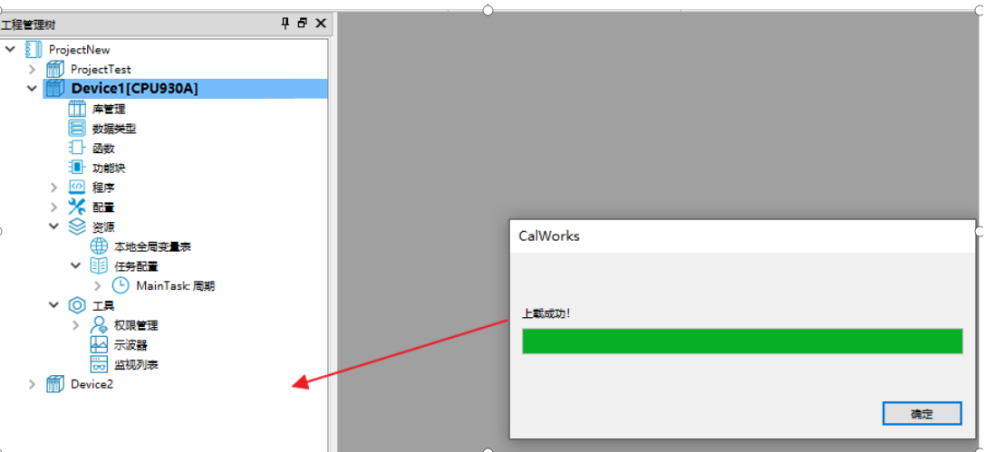 工程管理树
ProjectNew
ProjectTest
Device1[CPU930A]
库管理
数据类型
函数
功能块
程序
配置
资源
本地全局变量表
任务配置
MainTask: 周期
工具
权限管理
示波器
监视列表
Device2
CalWorks
上载成功!
确定